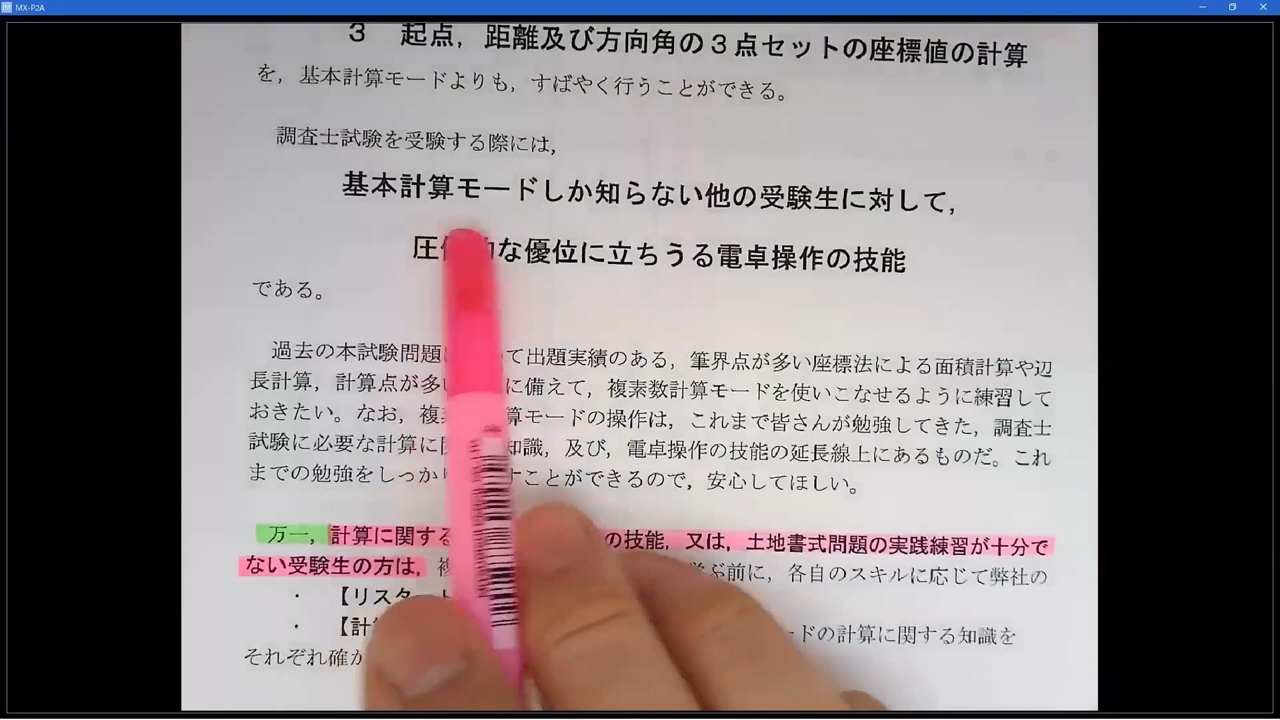 MX-P2A
3 起点，距離及び方向角の3点セットの座標値の計算
を，基本計算モードよりも，すばやく行うことができる。
調査士試験を受験する際には，
基本計算モードしか知らない他の受験生に対して，
圧 な優位に立ちうる電卓操作の技能
である。
過去の本試験問題 て出題実績のある，筆界点が多い座標法による面積計算や辺
長計算，計算点が多 に備えて，複素数計算モードを使いこなせるように練習して
おきたい。なお，複 算モードの操作は，これまで皆さんが勉強してきた，調査士
試験に必要な計算に 知識，及び，電卓操作の技能の延長線上にあるものだ。これ
までの勉強をしっか すことができるので，安心してほしい。
万一，計算に関する の技能，又は，土地書式問題の実践練習が十分で
ない受験生の方は， 学ぶ前に，各自のスキルに応じて弊社の
・ 【リスタート
・ 【計 ードの計算に関する知識を
それぞれ確か